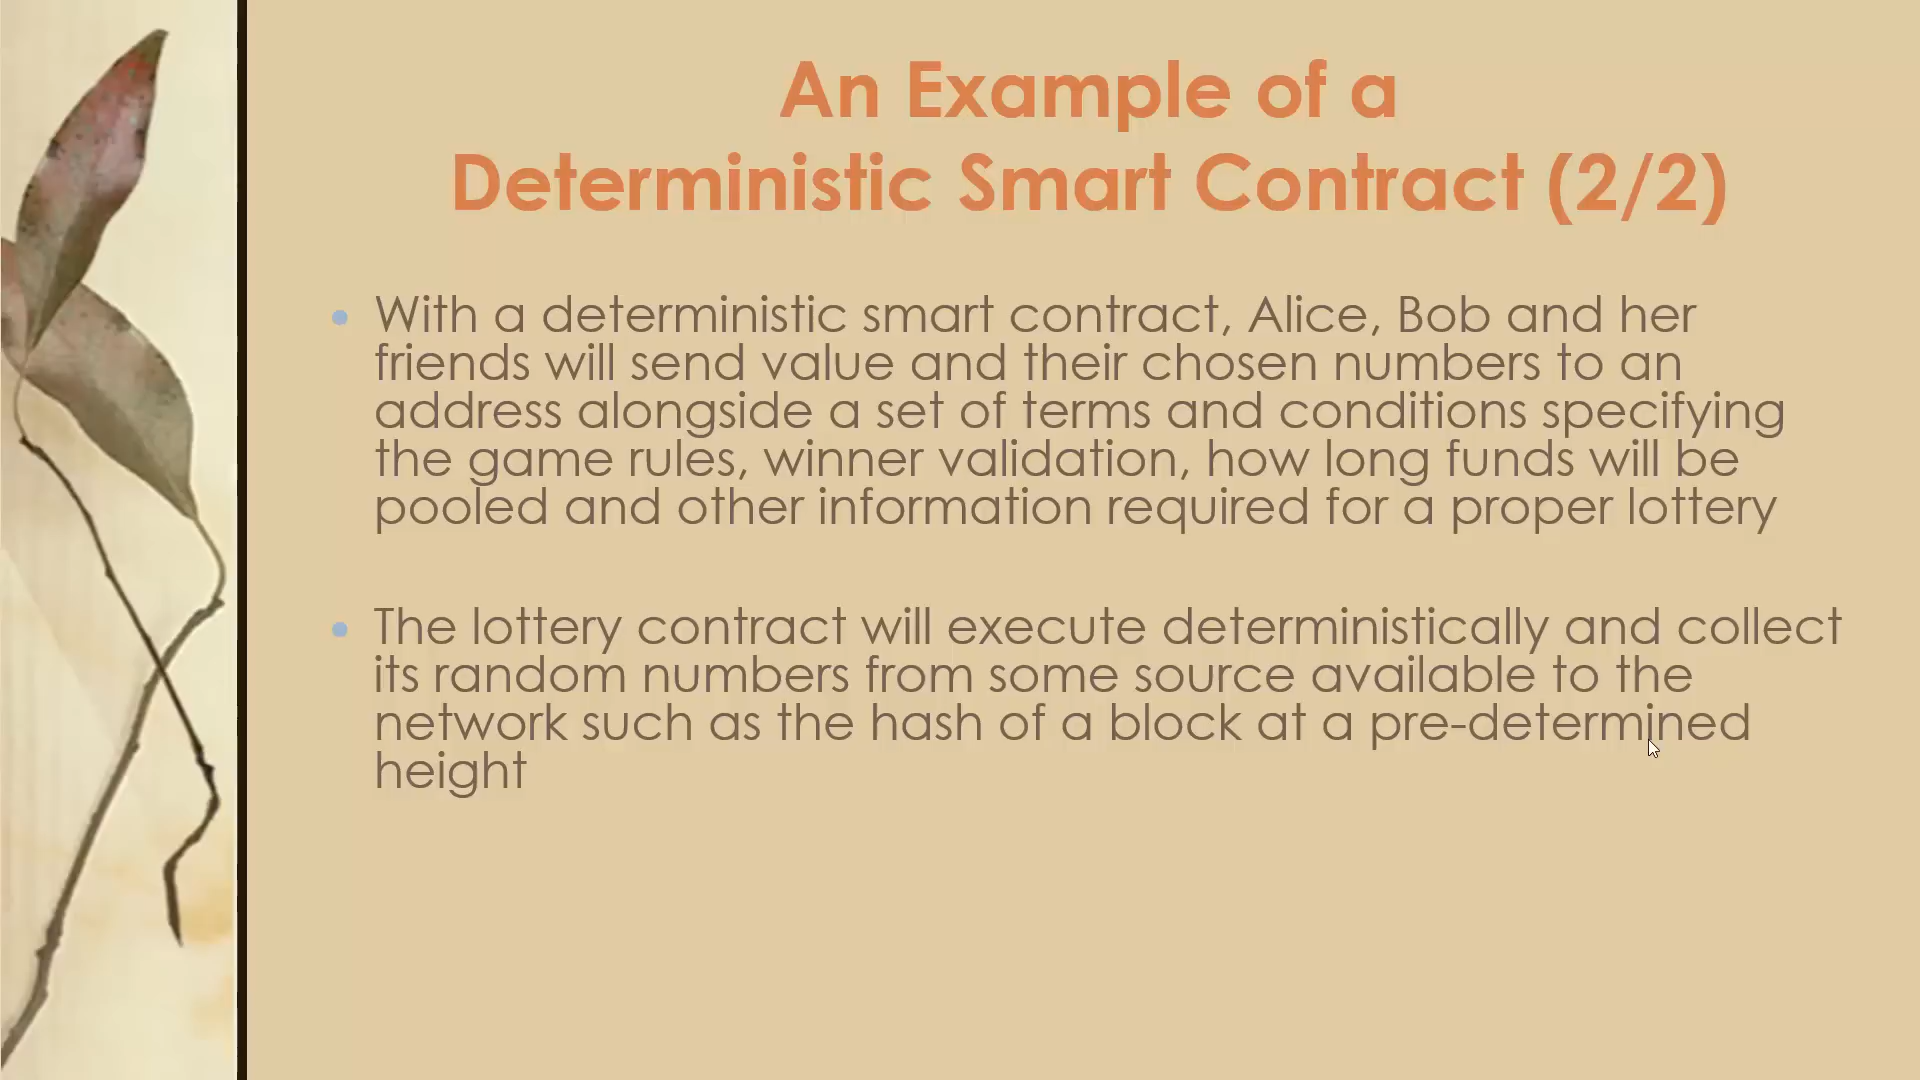 An Example of a
Deterministic Smart Contract (2/2)
With a deterministic smart contract, Alice, Bob and her
friends will send value and their chosen numbers to an
address alongside a set of terms and conditions specifying
the game rules, winner validation, how long funds will be
pooled and other information required for a proper lottery
The lottery contract will execute deterministically and collect
its random numbers from some source available to the
network such as the hash of a block at a pre-determined
height